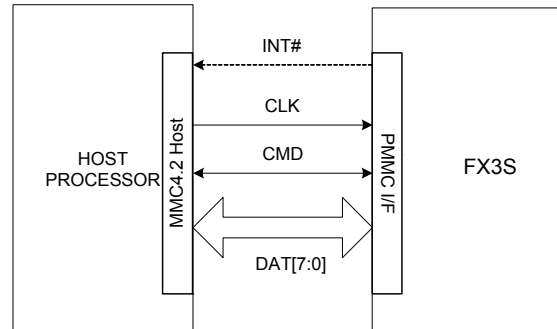 INT#
CLK
CMD
DAT[7:0]
HOST
PROCESSOR
MMC4.2 Host
PMMC I/F
FX3S